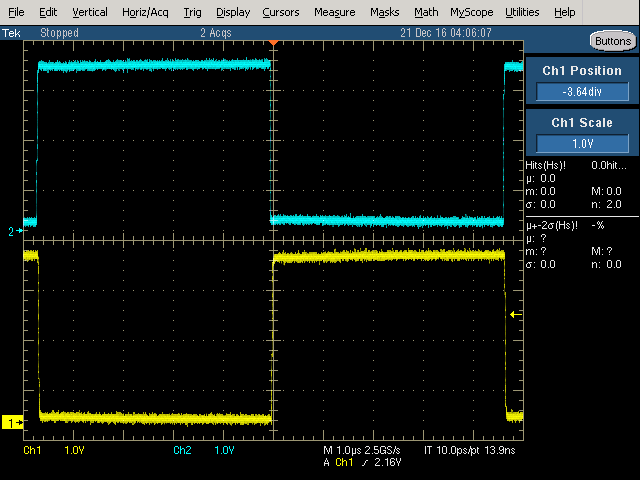 File Edit Vertical Horiz/Acq Trig Display Cursors Measure Masks Math MyScope Utilities Help
Tek Stopped 2 Acqs 21 Dec 16 04:06:07
Buttons
Ch1 Position
-3.64div
Ch1 Scale
1.0V
Hits(Hs)! 0.0hit...
µ: 0.0
m: 0.0 M: 0.0
σ: 0.0 n: 2.0
µ+-2σ(Hs)! -%
µ: ?
m: ? M: ?
σ: 0.0 n: 0.0
2
1
Ch1 1.0V Ch2 1.0V M 1.0µs 2.5GS/s IT 10.0ps/pt 13.9ns
A Ch1 ∕ 2.16V